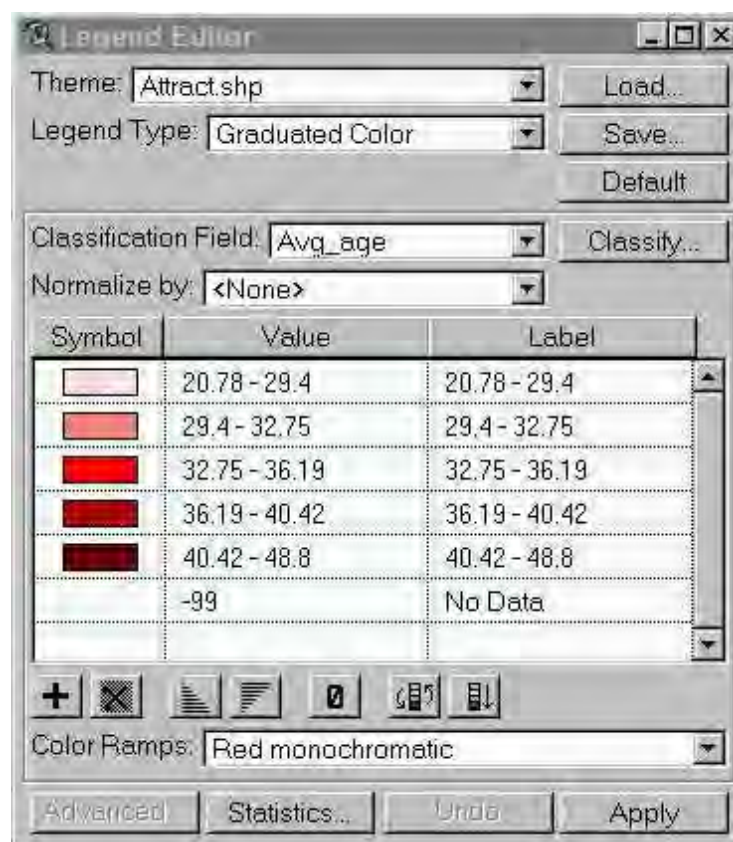 Legend Editor
Theme: Attract.shp Load...
Legend Type: Graduated Color Save...
Default
Classification Field: Avg_age Classify...
Normalize by: <None>
Symbol Value Label
20.78 - 29.4 20.78 - 29.4
29.4 - 32.75 29.4 - 32.75
32.75 - 36.19 32.75 - 36.19
36.19 - 40.42 36.19 - 40.42
40.42 - 48.8 40.42 - 48.8
-99 No Data
Color Ramps: Red monochromatic
Advanced... Statistics... Undo Apply